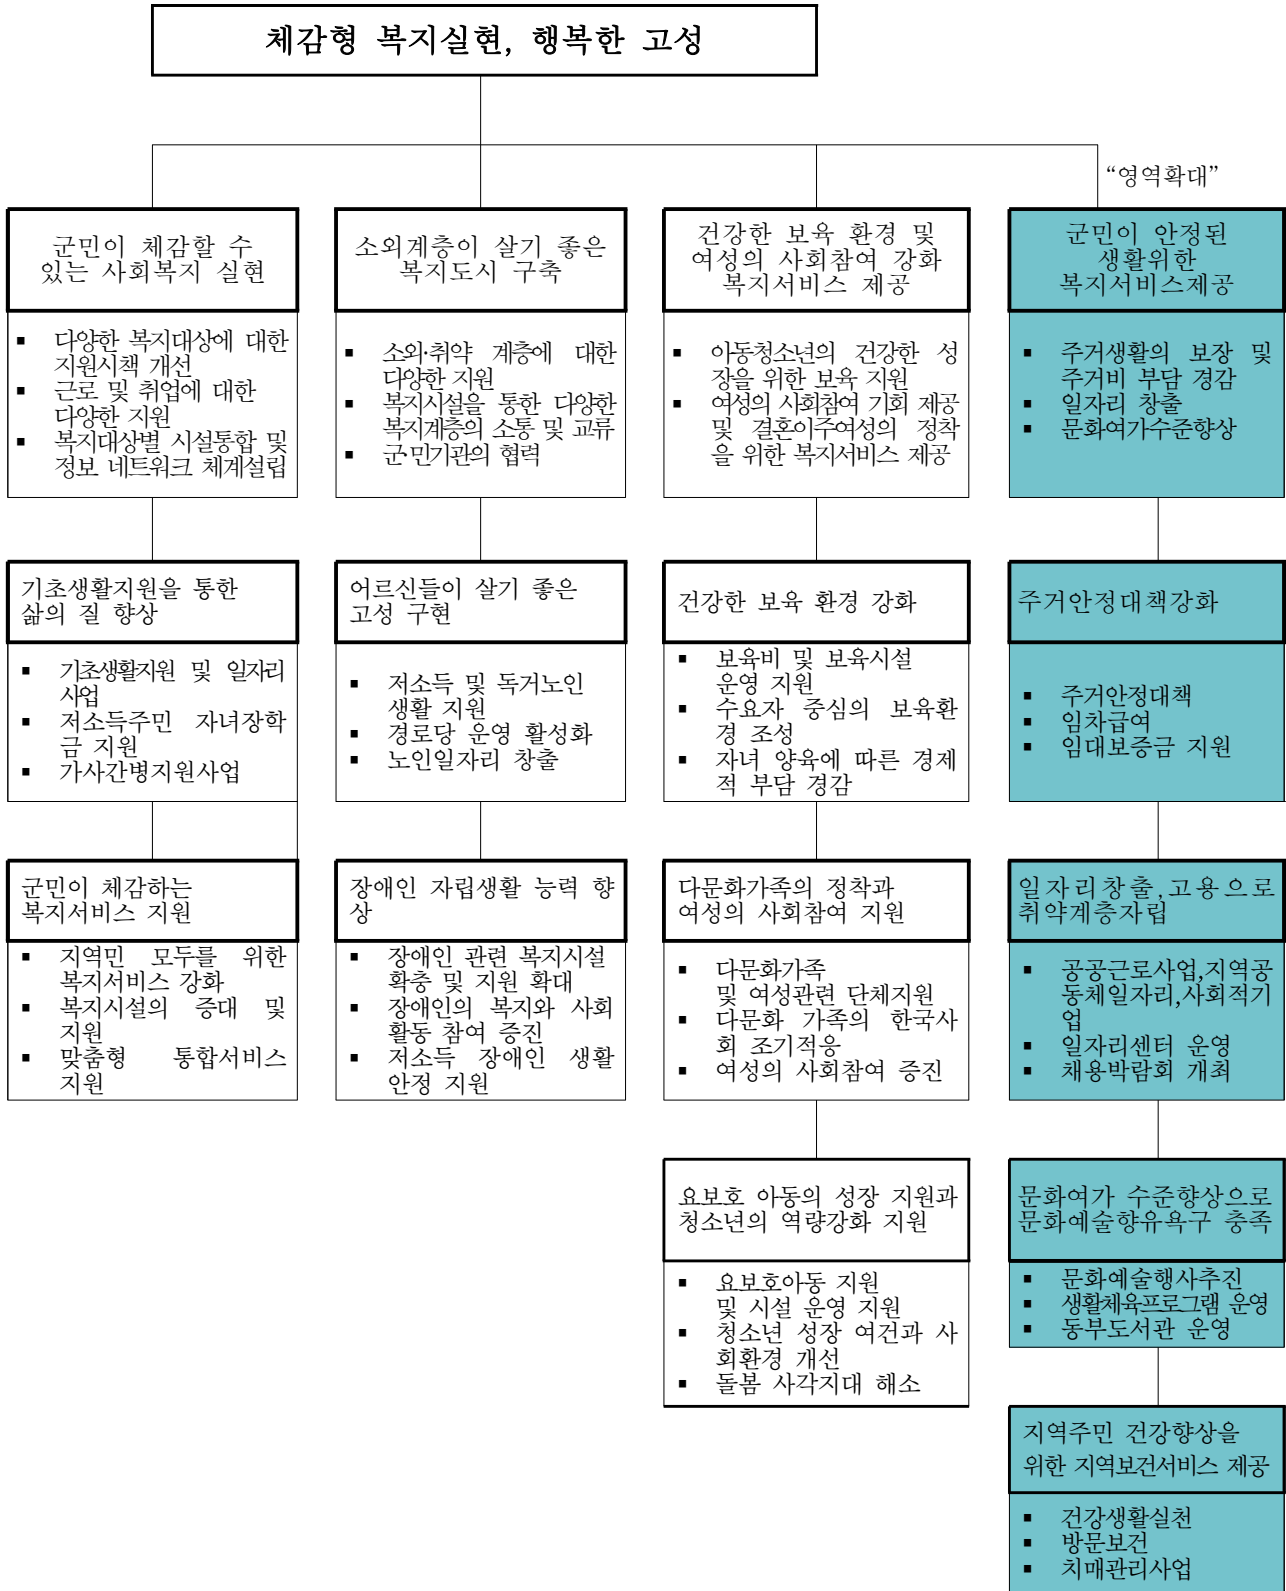 체감형 복지실현, 행복한 고성
“영역확대”
군민이 체감할 수
있는 사회복지 실현
▪ 다양한 복지대상에 대한
지원시책 개선
▪ 근로 및 취업에 대한
다양한 지원
▪ 복지대상별 시설통합 및
정보 네트워크 체계설립
기초생활지원을 통한
삶의 질 향상
▪ 기초생활지원 및 일자리
사업
▪ 저소득주민 자녀장학
금 지원
▪ 가사간병지원사업
군민이 체감하는
복지서비스 지원
▪ 지역민 모두를 위한
복지서비스 강화
▪ 복지시설의 증대 및
지원
▪ 맞춤형 통합서비스
지원
소외계층이 살기 좋은
복지도시 구축
▪ 소외·취약 계층에 대한
다양한 지원
▪ 복지시설을 통한 다양한
복지계층의 소통 및 교류
▪ 군·민기관의 협력
어르신들이 살기 좋은
고성 구현
▪ 저소득 및 독거노인
생활 지원
▪ 경로당 운영 활성화
▪ 노인일자리 창출
장애인 자립생활 능력 향
상
▪ 장애인 관련 복지시설
확충 및 지원 확대
▪ 장애인의 복지와 사회
활동 참여 증진
▪ 저소득 장애인 생활
안정 지원
건강한 보육 환경 및
여성의 사회참여 강화
복지서비스 제공
▪ 아동청소년의 건강한 성
장을 위한 보육 지원
▪ 여성의 사회참여 기회 제공
및 결혼이주여성의 정착
을 위한 복지서비스 제공
건강한 보육 환경 강화
▪ 보육비 및 보육시설
운영 지원
▪ 수요자 중심의 보육환
경 조성
▪ 자녀 양육에 따른 경제
적 부담 경감
다문화가족의 정착과
여성의 사회참여 지원
▪ 다문화가족
및 여성관련 단체지원
▪ 다문화 가족의 한국사
회 조기적응
▪ 여성의 사회참여 증진
요보호 아동의 성장 지원과
청소년의 역량강화 지원
▪ 요보호아동 지원
및 시설 운영 지원
▪ 청소년 성장 여건과 사
회환경 개선
▪ 돌봄 사각지대 해소
군민이 안정된
생활위한
복지서비스제공
▪ 주거생활의 보장 및
주거비 부담 경감
▪ 일자리 창출
▪ 문화여가수준향상
주거안정대책강화
▪ 주거안정대책
▪ 임차급여
▪ 임대보증금 지원
일자리창출,고용으로
취약계층자립
▪ 공공근로사업,지역공
동체일자리,사회적기
업
▪ 일자리센터 운영
▪ 채용박람회 개최
문화여가 수준향상으로
문화예술향유욕구 충족
▪ 문화예술행사추진
▪ 생활체육프로그램 운영
▪ 동부도서관 운영
지역주민 건강향상을
위한 지역보건서비스 제공
▪ 건강생활실천
▪ 방문보건
▪ 치매관리사업